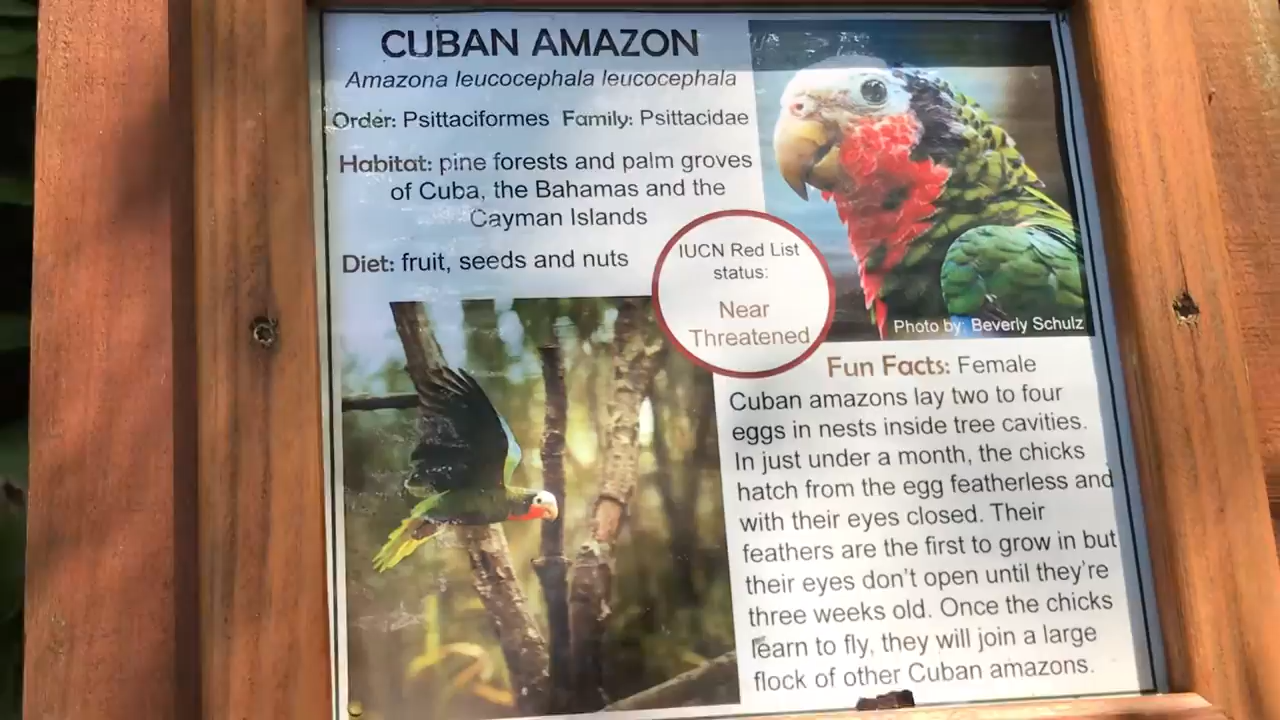 CUBAN AMAZON
Amazona leucocephala leucocephala
Order: Psittaciformes Family: Psittacidae
Habitat: pine forests and palm groves
of Cuba, the Bahamas and the
Cayman Islands
Diet: fruit, seeds and nuts
IUCN Red List
status:
Near
Threatened
Photo by: Beverly Schulz
Fun Facts: Female
Cuban amazons lay two to four
eggs in nests inside tree cavities.
In just under a month, the chicks
hatch from the egg featherless and
with their eyes closed. Their
feathers are the first to grow in but
their eyes don't open until they're
three weeks old. Once the chicks
learn to fly, they will join a large
flock of other Cuban amazons.